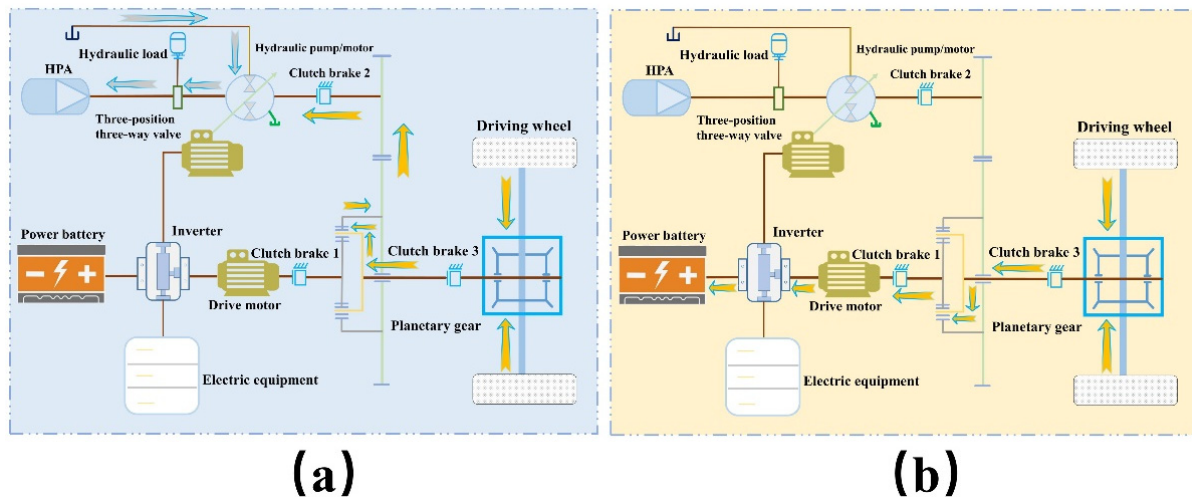 Hydraulic load
Hydraulic pump/motor
HPA
Clutch brake 2
Three-position
three-way valve
Driving wheel
Power battery
Inverter
Clutch brake 1
Clutch brake 3
Drive motor
Planetary gear
Electric equipment
(a)
Hydraulic load
Hydraulic pump/motor
HPA
Clutch brake 2
Three-position
three-way valve
Driving wheel
Power battery
Inverter
Clutch brake 1
Clutch brake 3
Drive motor
Planetary gear
Electric equipment
(b)